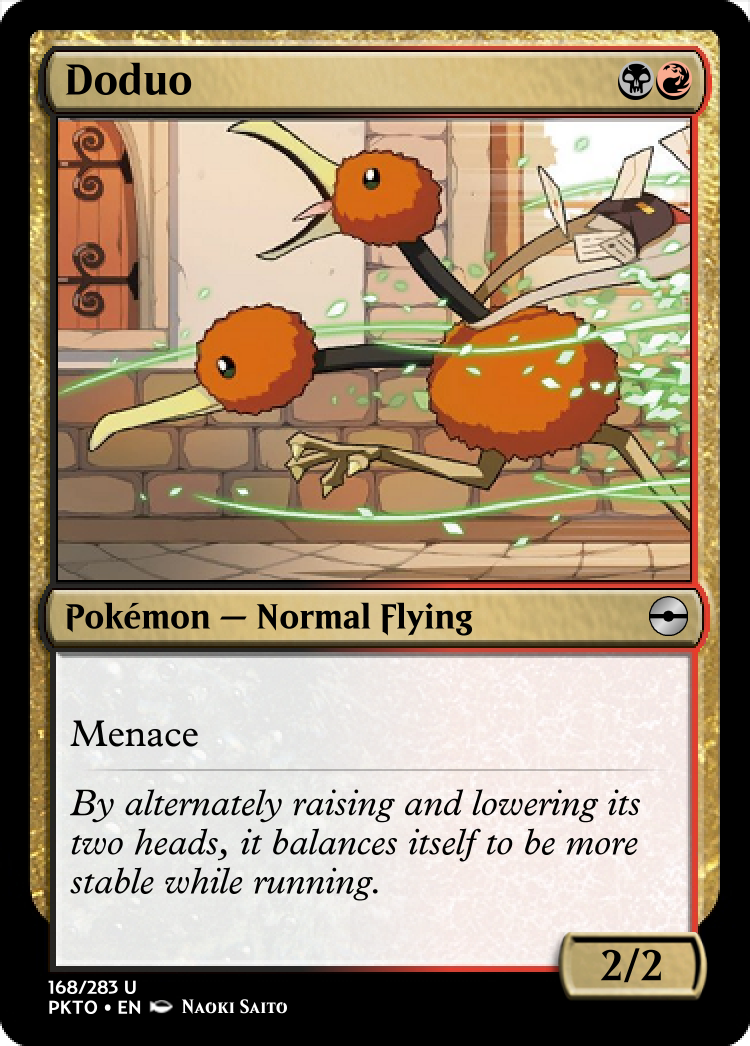 Doduo
Pokémon — Normal Flying
Menace
By alternately raising and lowering its
two heads, it balances itself to be more
stable while running.
2/2
168/283 U
PKTO • EN Naoki Saito